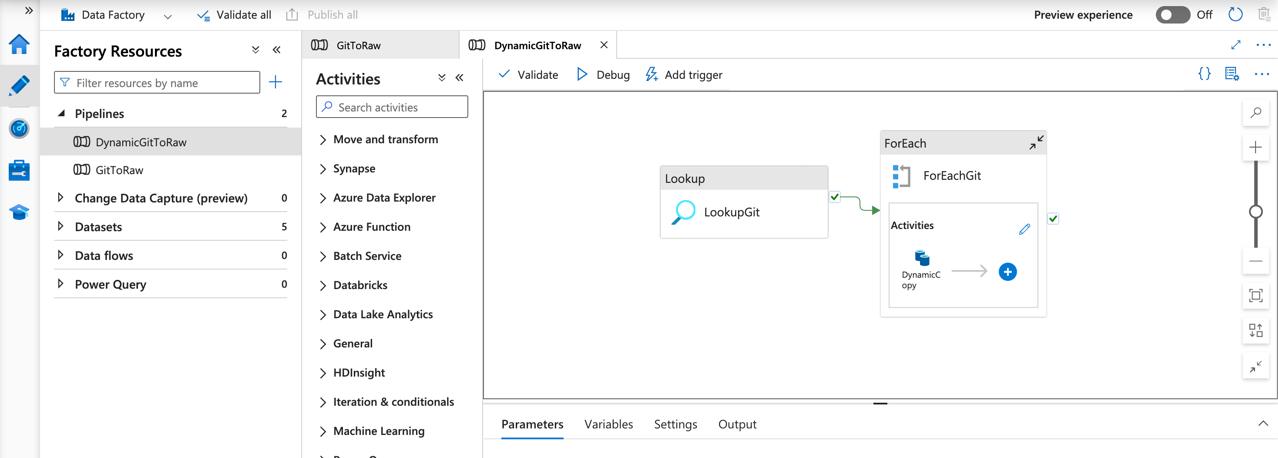 Data Factory
Validate all
Publish all
Preview experience
Off
Factory Resources
Filter resources by name
Pipelines
2
DynamicGitToRaw
GitToRaw
Change Data Capture (preview)
0
Datasets
5
Data flows
0
Power Query
0
GitToRaw
DynamicGitToRaw
Activities
Search activities
Move and transform
Synapse
Azure Data Explorer
Azure Function
Batch Service
Databricks
Data Lake Analytics
General
HDInsight
Iteration & conditionals
Machine Learning
Validate
Debug
Add trigger
Lookup
LookupGit
ForEach
ForEachGit
Activities
DynamicC
opy
Parameters
Variables
Settings
Output